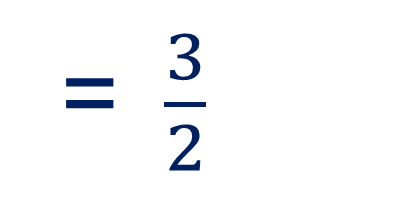 = 3/2